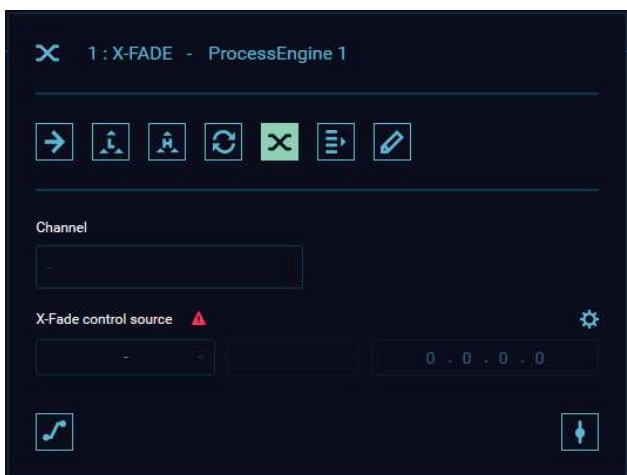 1 : X-FADE - ProcessEngine 1
L H
Channel
-
X-Fade control source
- 0 . 0 . 0 . 0